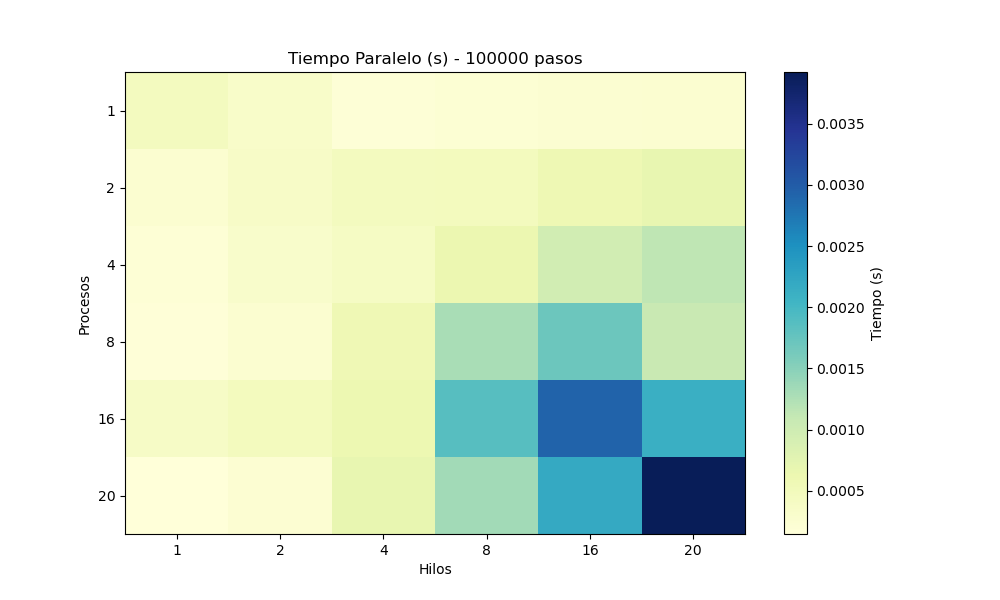 Tiempo Paralelo (s) - 100000 pasos
Procesos
1
2
4
8
16
20
1 2 4 8 16 20
Hilos
0.0035
0.0030
0.0025
0.0020
0.0015
0.0010
0.0005
Tiempo (s)